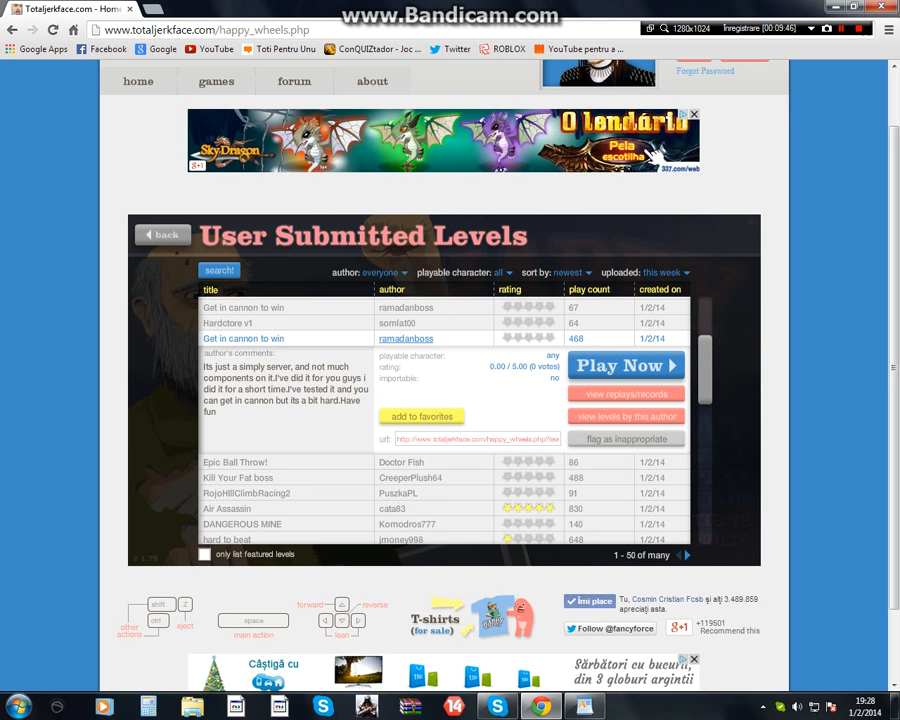 www.Bandicam.com
Totaljerkface.com - Home
www.totaljerkface.com/happy_wheels.php
1280x1024 Inregistrare [00:09:46]
Google Apps Facebook Google YouTube Toti Pentru Unu ConQUIZtador - Joc ... Twitter ROBLOX YouTube pentru a ...
home games forum about
Forgot Password
SkyDragon
O lendário
Pela escotilha
337.com/web
back
User Submitted Levels
search!
author: everyone playable character: all sort by: newest uploaded: this week
title author rating play count created on
Get in cannon to win ramadanboss 67 1/2/14
Hardctore v1 somlat00 64 1/2/14
Get in cannon to win ramadanboss 468 1/2/14
author's comments:
Its just a simply server, and not much
components on it.I've did it for you guys i
did it for a short time.I've tested it and you
can get in cannon but its a bit hard.Have
fun
playable character: any
rating: 0.00 / 5.00 (0 votes)
importable: no
add to favorites
url: http://www.totaljerkface.com/happy_wheels.php?lev
Play Now
view replays/records
view levels by this author
flag as inappropriate
Epic Ball Throw! Doctor Fish 86 1/2/14
Kill Your Fat boss CreeperPlush64 488 1/2/14
RojoHIllClimbRacing2 PuszkaPL 91 1/2/14
Air Assassin cata83 830 1/2/14
DANGEROUS MINE Komodros777 140 1/2/14
hard to beat jmoney998 648 1/2/14
only list featured levels
1 - 50 of many
v 1.79
shift Z
ctrl
other actions
eject
space
main action
forward
reverse
lean
T-shirts
(for sale)
Îmi place
Tu, Cosmin Cristian Fcsb şi alţi 3.489.859
apreciaţi asta.
Follow @fancyforce
g+1
+119501
Recommend this
Câștigă cu
Sărbători cu bucurii,
din 3 globuri argintii
14
19:28
1/2/2014